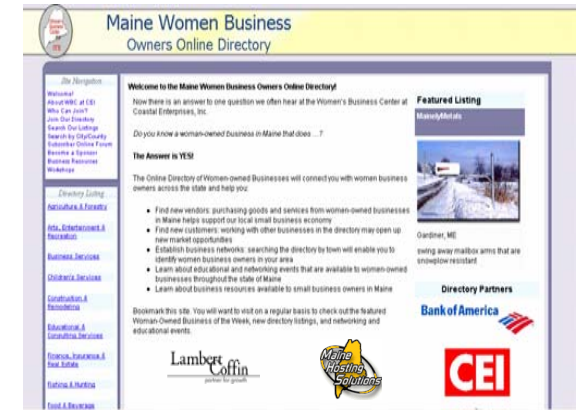 Maine Women Business
Owners Online Directory
Site Navigation
Welcome!
About WBC at CEI
Who Can Join?
Join Our Directory
Search Our Listings
Search by City/County
Subscriber Online Forum
Become a Sponsor
Business Resources
Workshops
Directory Listing
Agriculture & Forestry
Arts, Entertainment &
Recreation
Business Services
Children's Services
Construction &
Remodeling
Educational &
Consulting Services
Finance, Insurance &
Real Estate
Fishing & Hunting
Food & Beverage
Welcome to the Maine Women Business Owners Online Directory!
Now there is an answer to one question we often hear at the Women's Business Center at
Coastal Enterprises, Inc.
Do you know a woman-owned business in Maine that does ...?
The Answer is YES!
The Online Directory of Women-owned Businesses will connect you with women business
owners across the state and help you:
• Find new vendors: purchasing goods and services from women-owned businesses
in Maine helps support our local small business economy
• Find new customers: working with other businesses in the directory may open up
new market opportunities
• Establish business networks: searching the directory by town will enable you to
identify women business owners in your area
• Learn about educational and networking events that are available to women-owned
businesses throughout the state of Maine
• Learn about business resources available to small business owners in Maine
Bookmark this site. You will want to visit on a regular basis to check out the featured
Woman-Owned Business of the Week, new directory listings, and networking and
educational events.
Lambert
Coffin
partner for growth
Maine
Hosting
Solutions
Featured Listing
MainelyMetals
Gardiner, ME
swing away mailbox arms that are
snowplow resistant
Directory Partners
Bank of America
CEI